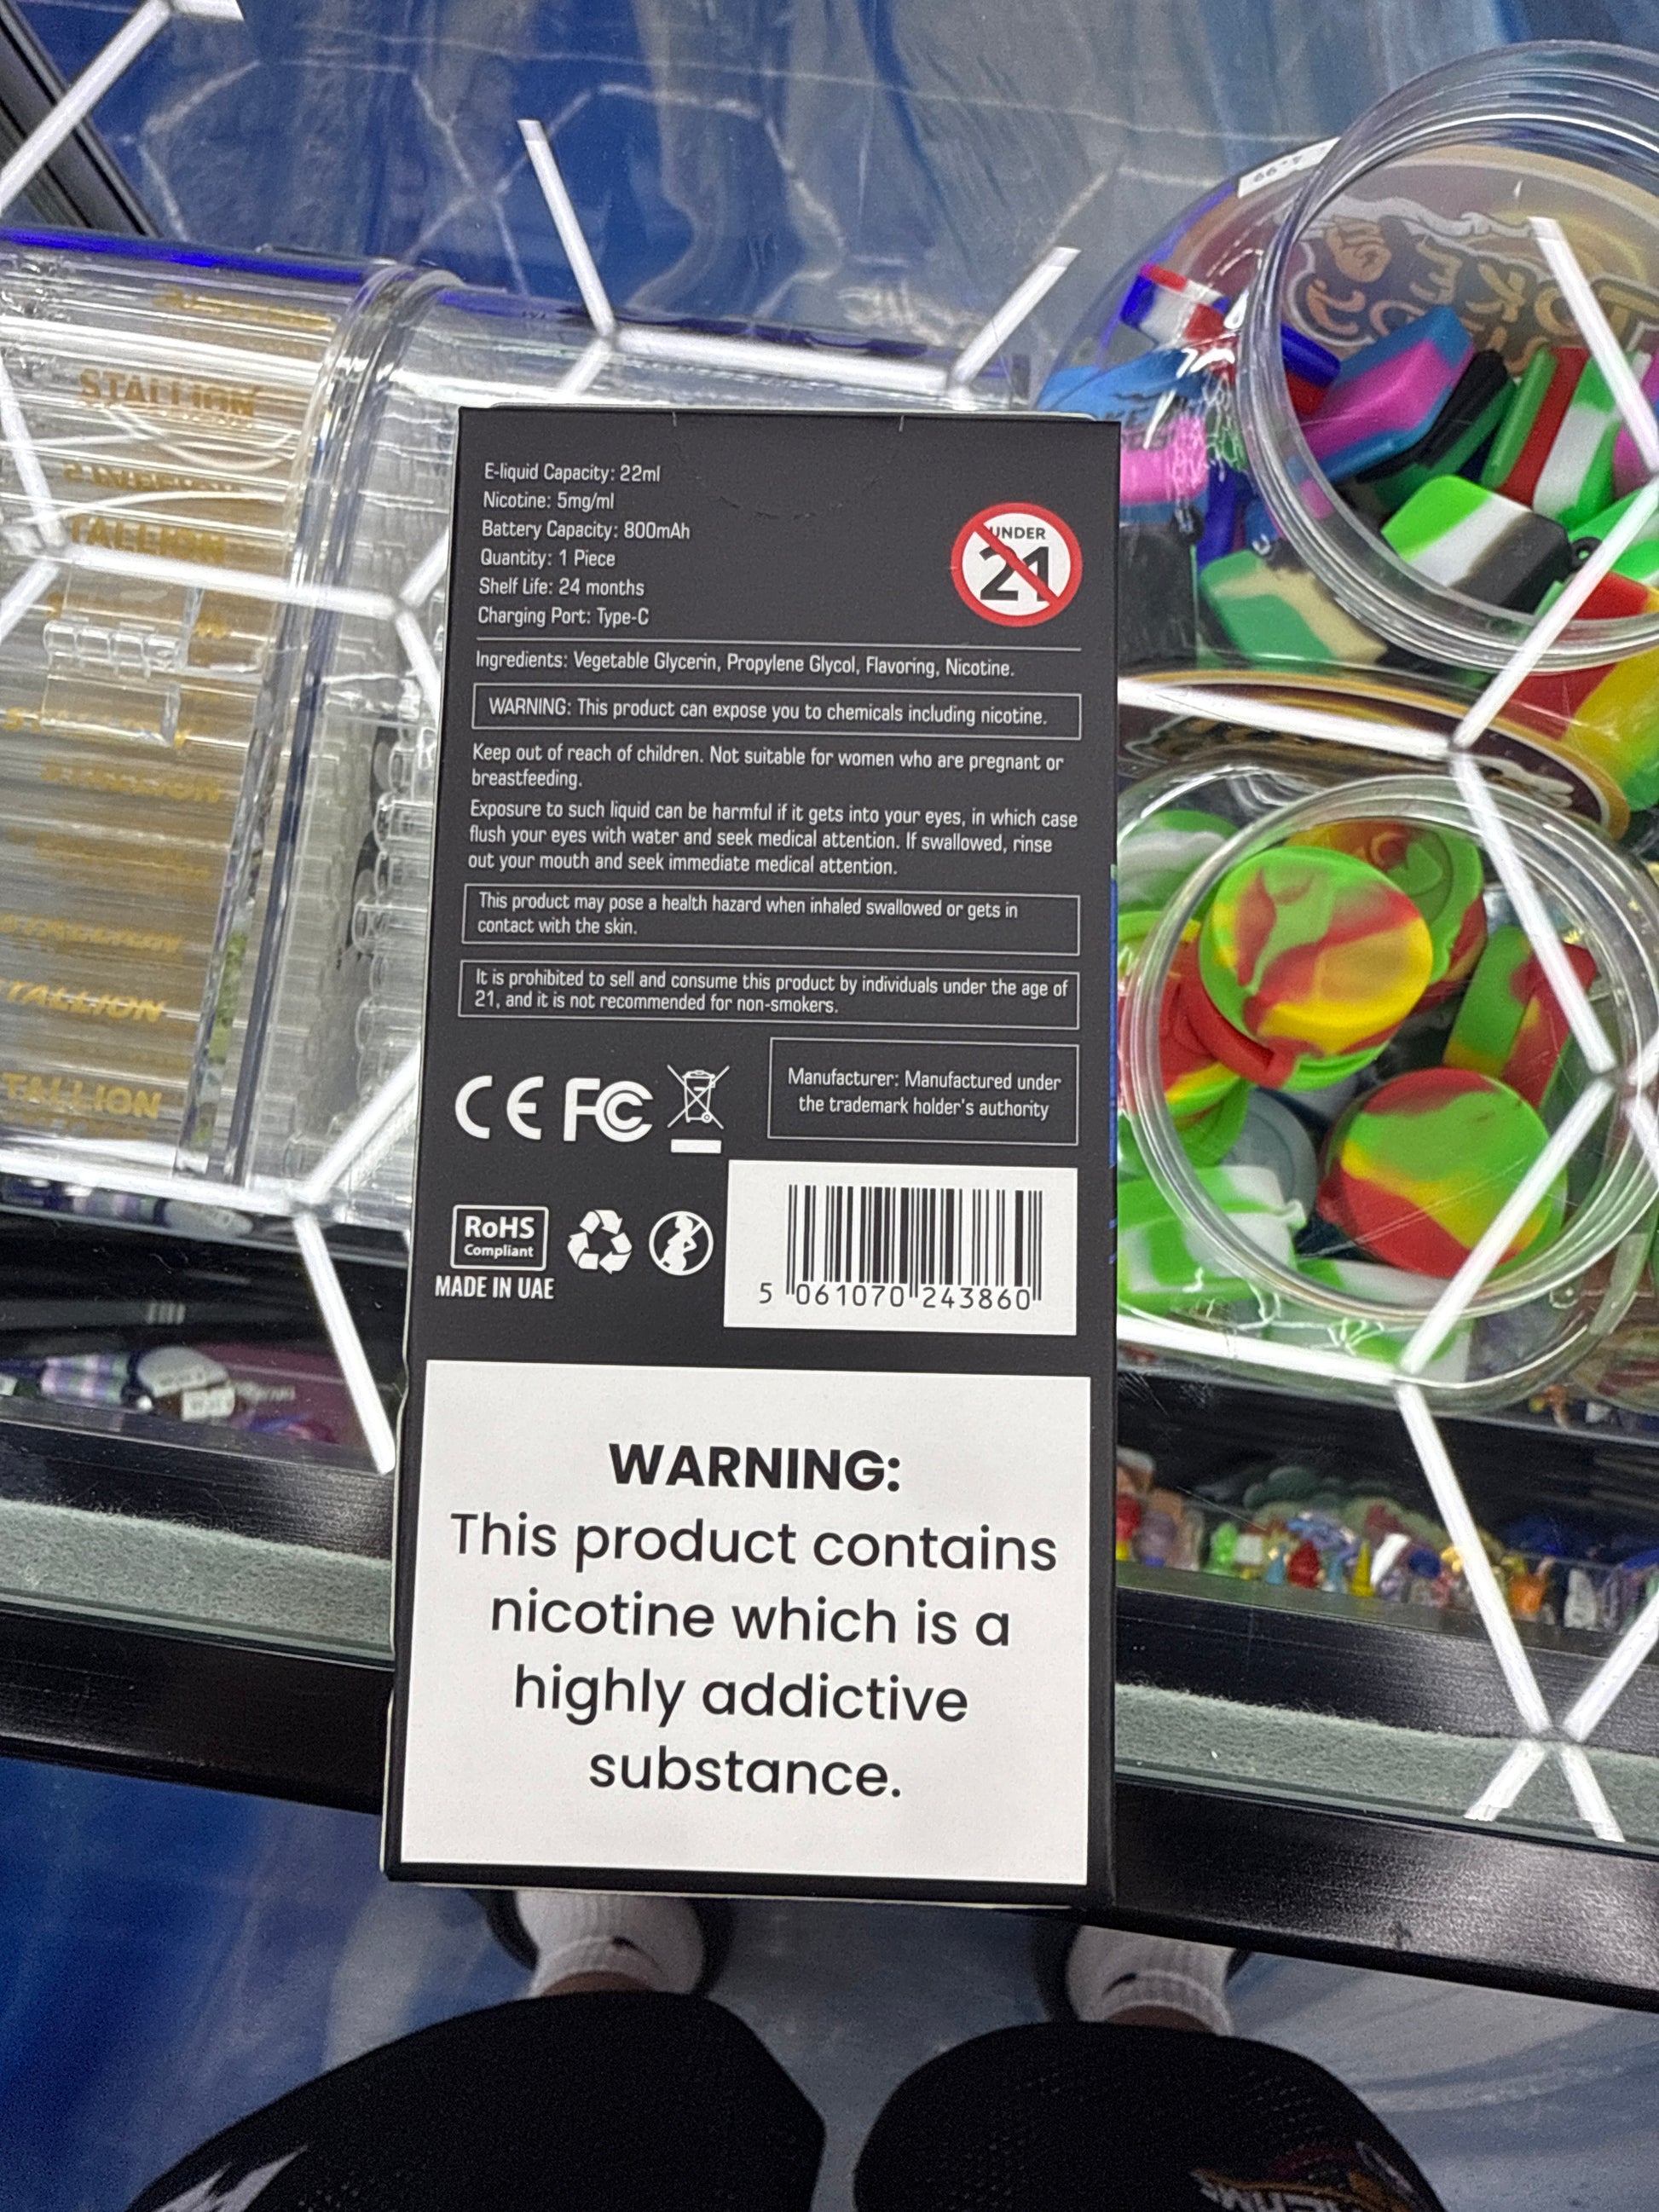 E-liquid Capacity: 22ml
Nicotine: 5mg/ml
Battery Capacity: 800mAh
Quantity: 1 Piece
Shelf Life: 24 months
Charging Port: Type-C
UNDER
21
Ingredients: Vegetable Glycerin, Propylene Glycol, Flavoring, Nicotine.
WARNING: This product can expose you to chemicals including nicotine.
Keep out of reach of children. Not suitable for women who are pregnant or
breastfeeding.
Exposure to such liquid can be harmful if it gets into your eyes, in which case
flush your eyes with water and seek medical attention. If swallowed, rinse
out your mouth and seek immediate medical attention.
This product may pose a health hazard when inhaled swallowed or gets in
contact with the skin.
It is prohibited to sell and consume this product by individuals under the age of
21, and it is not recommended for non-smokers.
CE FC
Manufacturer: Manufactured under
the trademark holder's authority
RoHS
Compliant
MADE IN UAE
5 061070 243860
WARNING:
This product contains
nicotine which is a
highly addictive
substance.
STALLION
TALLION
TALLION
TALLION
4.99